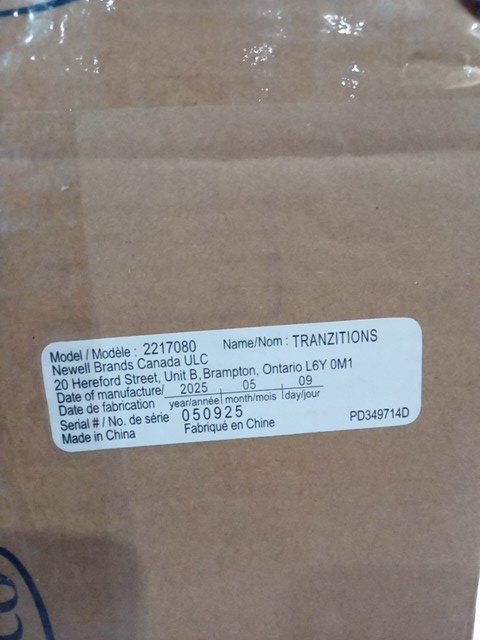 Model / Modèle : 2217080 Name/Nom : TRANZITIONS
Newell Brands Canada ULC
20 Hereford Street, Unit B, Brampton, Ontario L6Y 0M1
Date of manufacture/ 2025 05 09
Date de fabrication year/année month/mois day/jour
Serial # / No. de série 050925
Made in China Fabriqué en Chine PD349714D
co